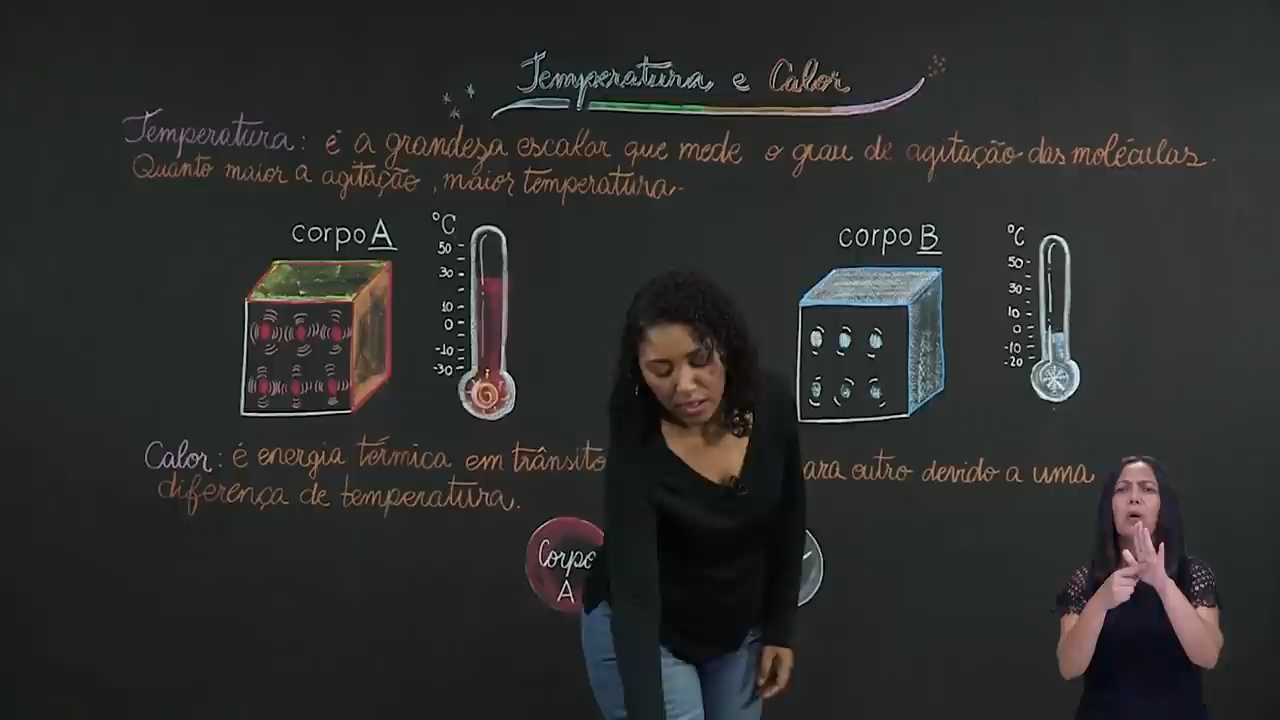 Temperatura e Calor
Temperatura: é a grandeza escalar que mede o grau de agitação das moléculas.
Quanto maior a agitação, maior temperatura.
corpo A
°C
50
30
10
0
-10
-30
corpo B
°C
50
30
10
0
-10
-20
Calor: é energia térmica em trânsito
outro devido a uma
diferença de temperatura.
Corpo
A